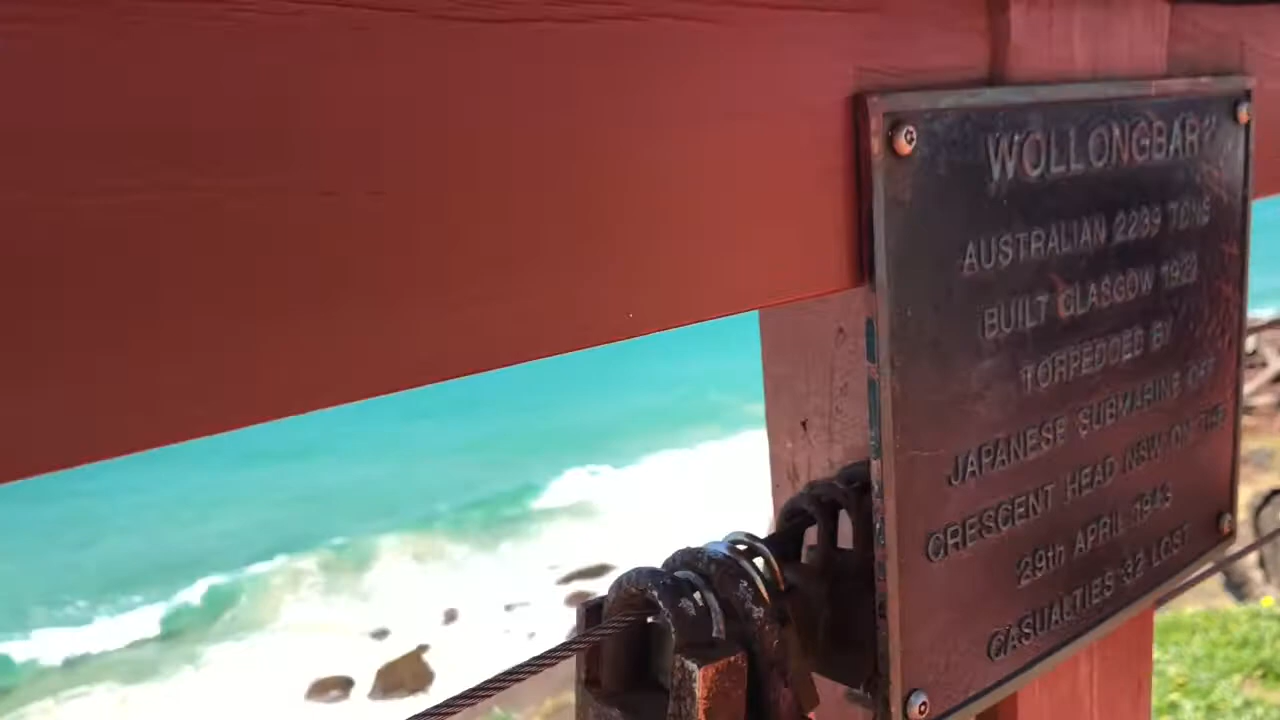 WOLLONGBAR"
AUSTRALIAN 2239 TONS
BUILT GLASGOW 1922
TORPEDOED BY
JAPANESE SUBMARINE OFF
CRESCENT HEAD NSW ON THE
29th APRIL 1943
CASUALTIES 32 LOST